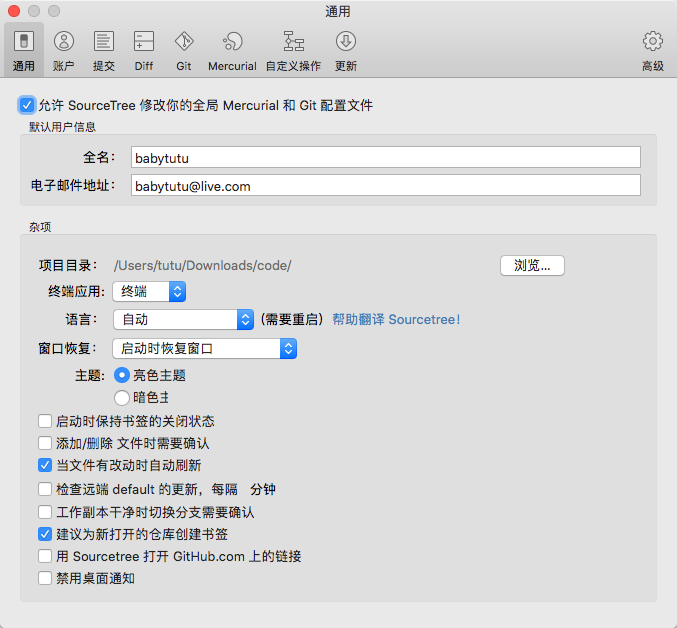 通用
通用 账户 提交 Diff Git Mercurial 自定义操作 更新 高级
允许 SourceTree 修改你的全局 Mercurial 和 Git 配置文件
默认用户信息
全名： babytutu
电子邮件地址： babytutu@live.com
杂项
项目目录： /Users/tutu/Downloads/code/ 浏览...
终端应用： 终端
语言： 自动 (需要重启) 帮助翻译 Sourcetree!
窗口恢复： 启动时恢复窗口
主题: 亮色主题
暗色主
启动时保持书签的关闭状态
添加/删除 文件时需要确认
当文件有改动时自动刷新
检查远端 default 的更新，每隔 分钟
工作副本干净时切换分支需要确认
建议为新打开的仓库创建书签
用 Sourcetree 打开 GitHub.com 上的链接
禁用桌面通知